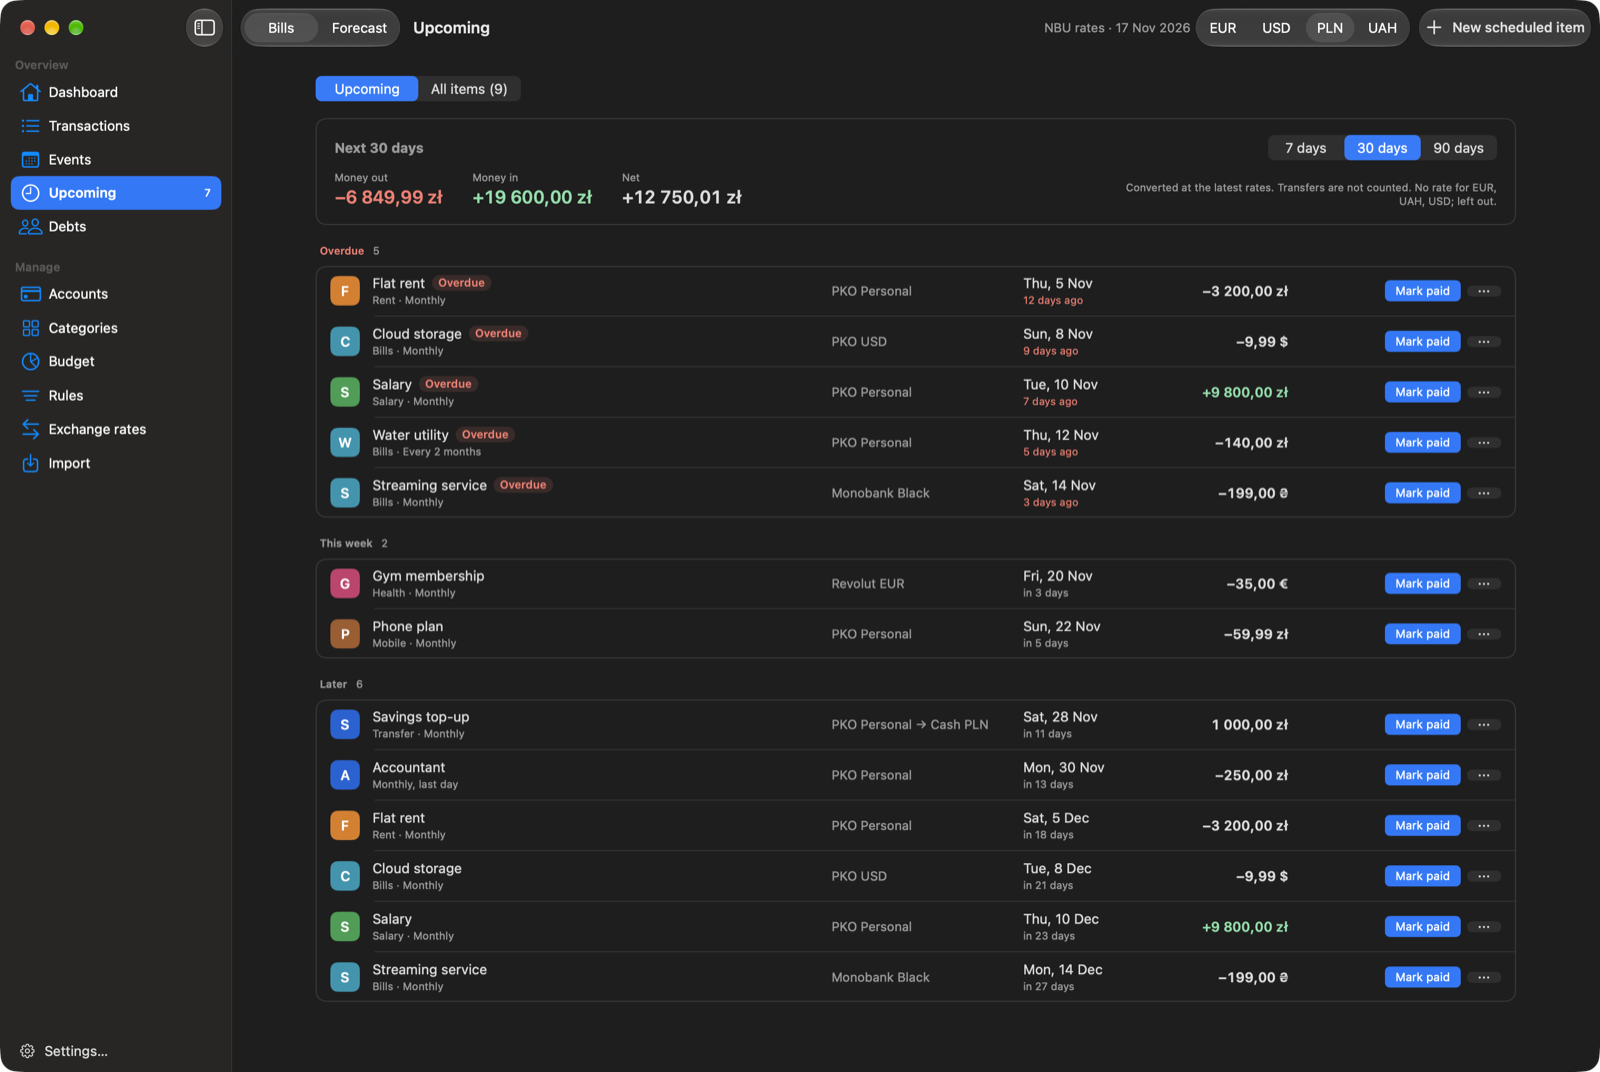 Bills
Forecast
Upcoming
NBU rates · 17 Nov 2026
EUR
USD
PLN
UAH
New scheduled item
Overview
Dashboard
Transactions
Events
Upcoming
7
Debts
Manage
Accounts
Categories
Budget
Rules
Exchange rates
Import
Settings...
Upcoming
All items (9)
Next 30 days
7 days
30 days
90 days
Money out
−6 849,99 zł
Money in
+19 600,00 zł
Net
+12 750,01 zł
Converted at the latest rates. Transfers are not counted. No rate for EUR,
UAH, USD; left out.
Overdue 5
F
Flat rent Overdue
Rent · Monthly
PKO Personal
Thu, 5 Nov
12 days ago
−3 200,00 zł
Mark paid
C
Cloud storage Overdue
Bills · Monthly
PKO USD
Sun, 8 Nov
9 days ago
−9,99 $
Mark paid
S
Salary Overdue
Salary · Monthly
PKO Personal
Tue, 10 Nov
7 days ago
+9 800,00 zł
Mark paid
W
Water utility Overdue
Bills · Every 2 months
PKO Personal
Thu, 12 Nov
5 days ago
−140,00 zł
Mark paid
S
Streaming service Overdue
Bills · Monthly
Monobank Black
Sat, 14 Nov
3 days ago
−199,00 ₴
Mark paid
This week 2
G
Gym membership
Health · Monthly
Revolut EUR
Fri, 20 Nov
in 3 days
−35,00 €
Mark paid
P
Phone plan
Mobile · Monthly
PKO Personal
Sun, 22 Nov
in 5 days
−59,99 zł
Mark paid
Later 6
S
Savings top-up
Transfer · Monthly
PKO Personal → Cash PLN
Sat, 28 Nov
in 11 days
1 000,00 zł
Mark paid
A
Accountant
Monthly, last day
PKO Personal
Mon, 30 Nov
in 13 days
−250,00 zł
Mark paid
F
Flat rent
Rent · Monthly
PKO Personal
Sat, 5 Dec
in 18 days
−3 200,00 zł
Mark paid
C
Cloud storage
Bills · Monthly
PKO USD
Tue, 8 Dec
in 21 days
−9,99 $
Mark paid
S
Salary
Salary · Monthly
PKO Personal
Thu, 10 Dec
in 23 days
+9 800,00 zł
Mark paid
S
Streaming service
Bills · Monthly
Monobank Black
Mon, 14 Dec
in 27 days
−199,00 ₴
Mark paid